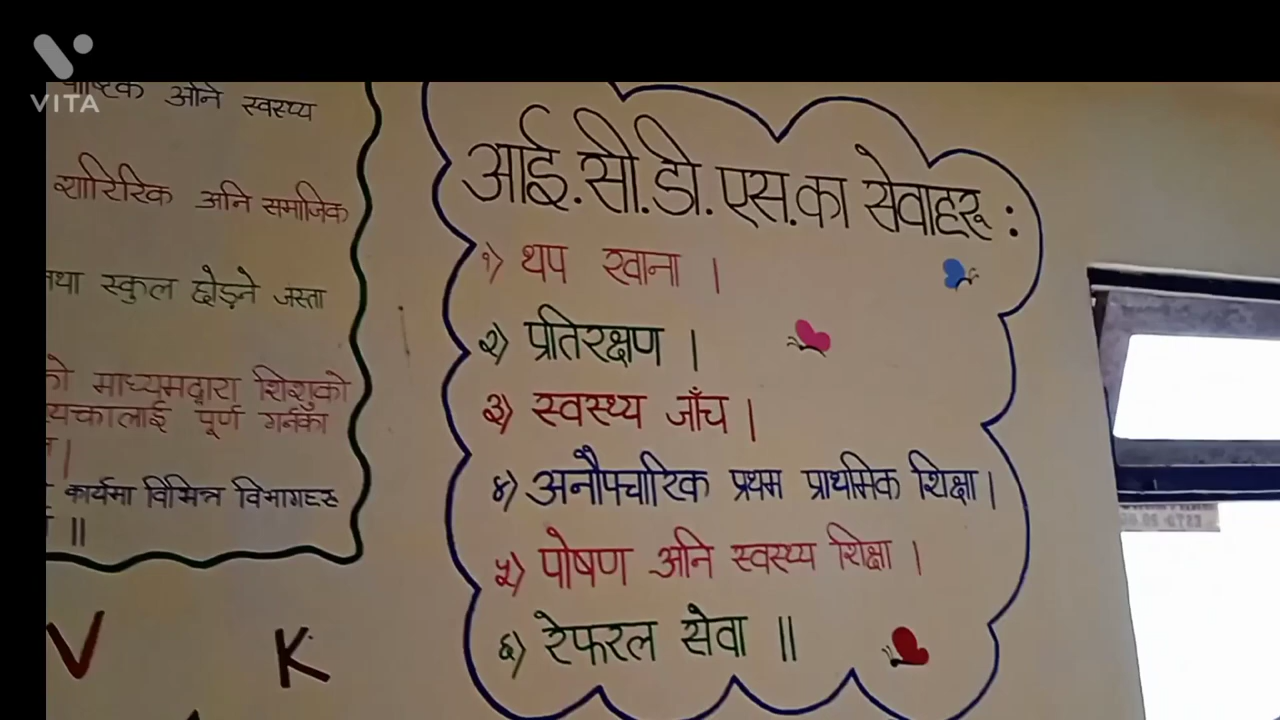 VITA
ओने स्वस्थ्य
शारिरिक अनि समाजिक
स्कुल छोड्ने जस्ता
माध्यमद्वारा शिशुको
पूर्ण गर्नका
कार्यमा विभिन्न विभागहरु
॥
V K
आई.सी.डी.एस.का सेवाहरु :
१) थप खाना ।
२) प्रतिरक्षण ।
३) स्वस्थ्य जाँच ।
४) अनौपचारिक प्रथम प्राथमिक शिक्षा ।
५) पोषण अनि स्वस्थ्य शिक्षा ।
६) रेफरल सेवा ॥